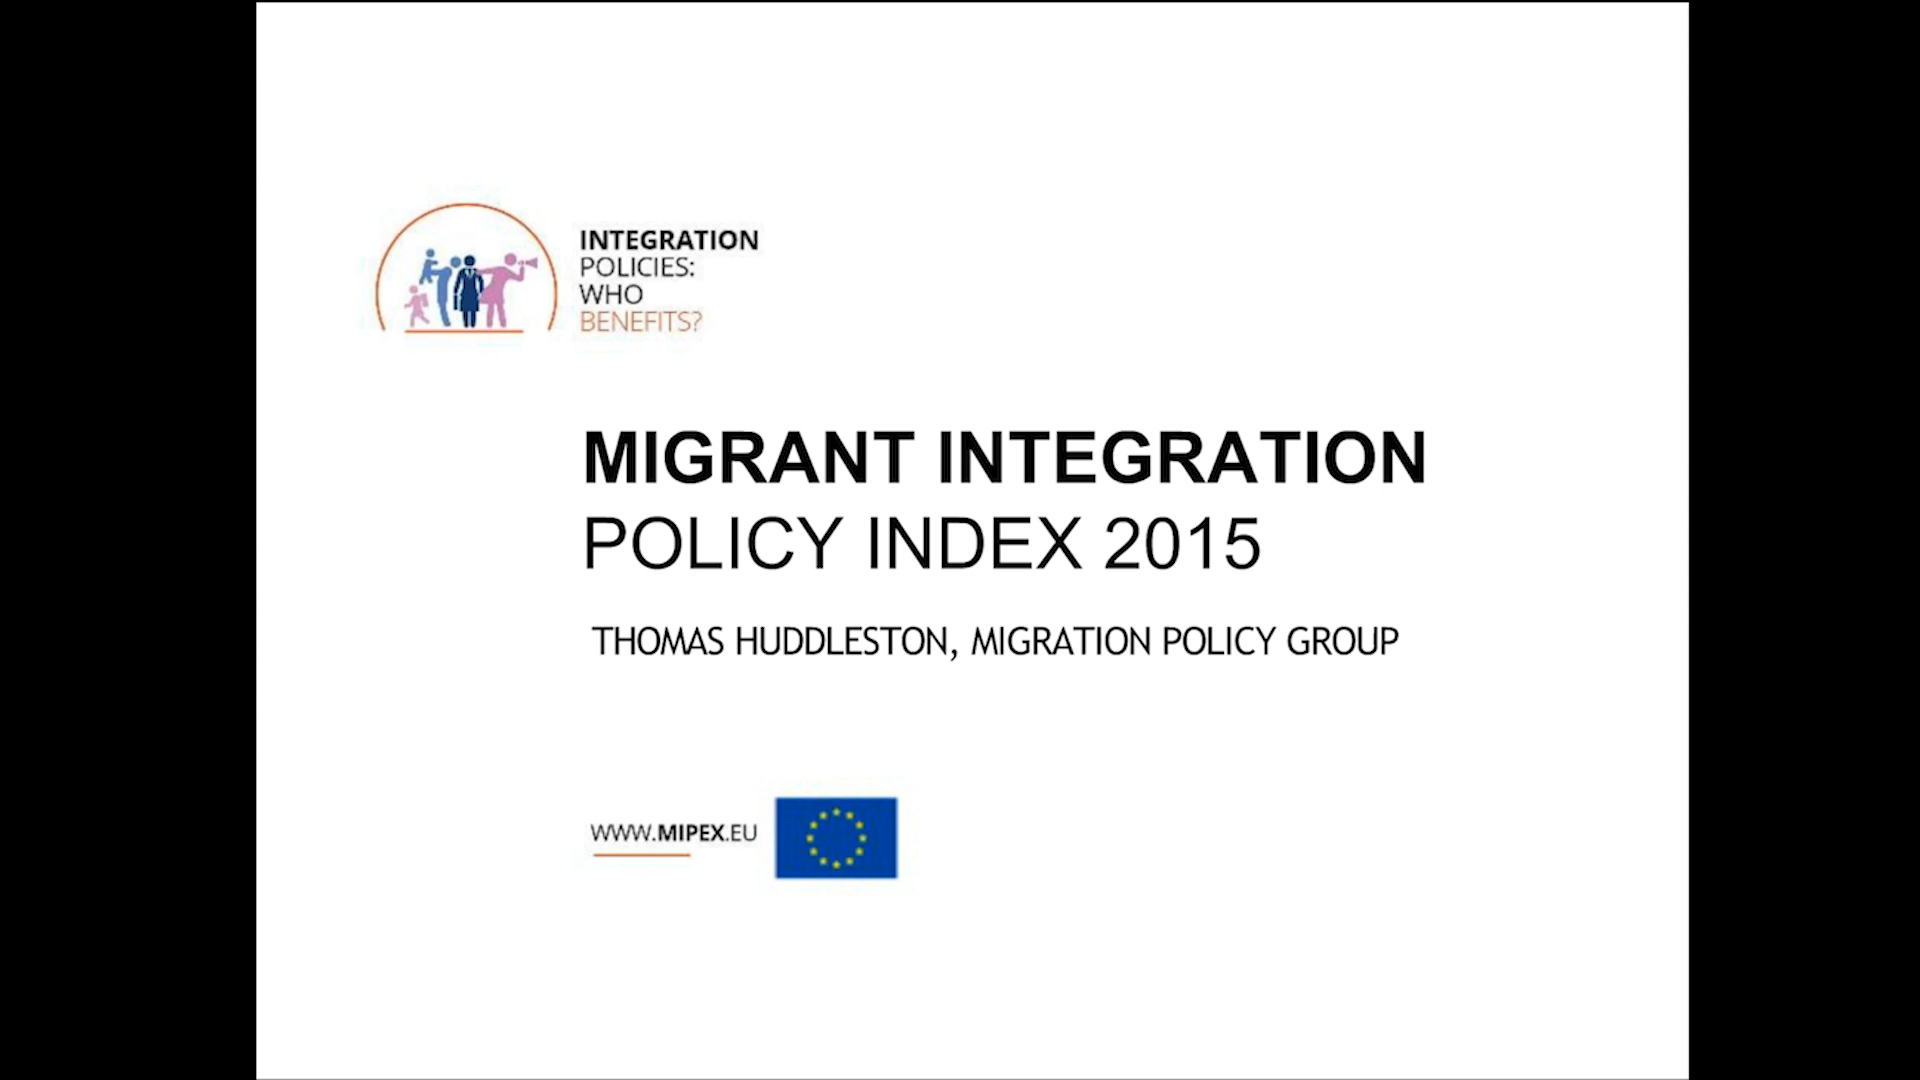 INTEGRATION
POLICIES:
WHO
BENEFITS?
MIGRANT INTEGRATION
POLICY INDEX 2015
THOMAS HUDDLESTON, MIGRATION POLICY GROUP
WWW.MIPEX.EU